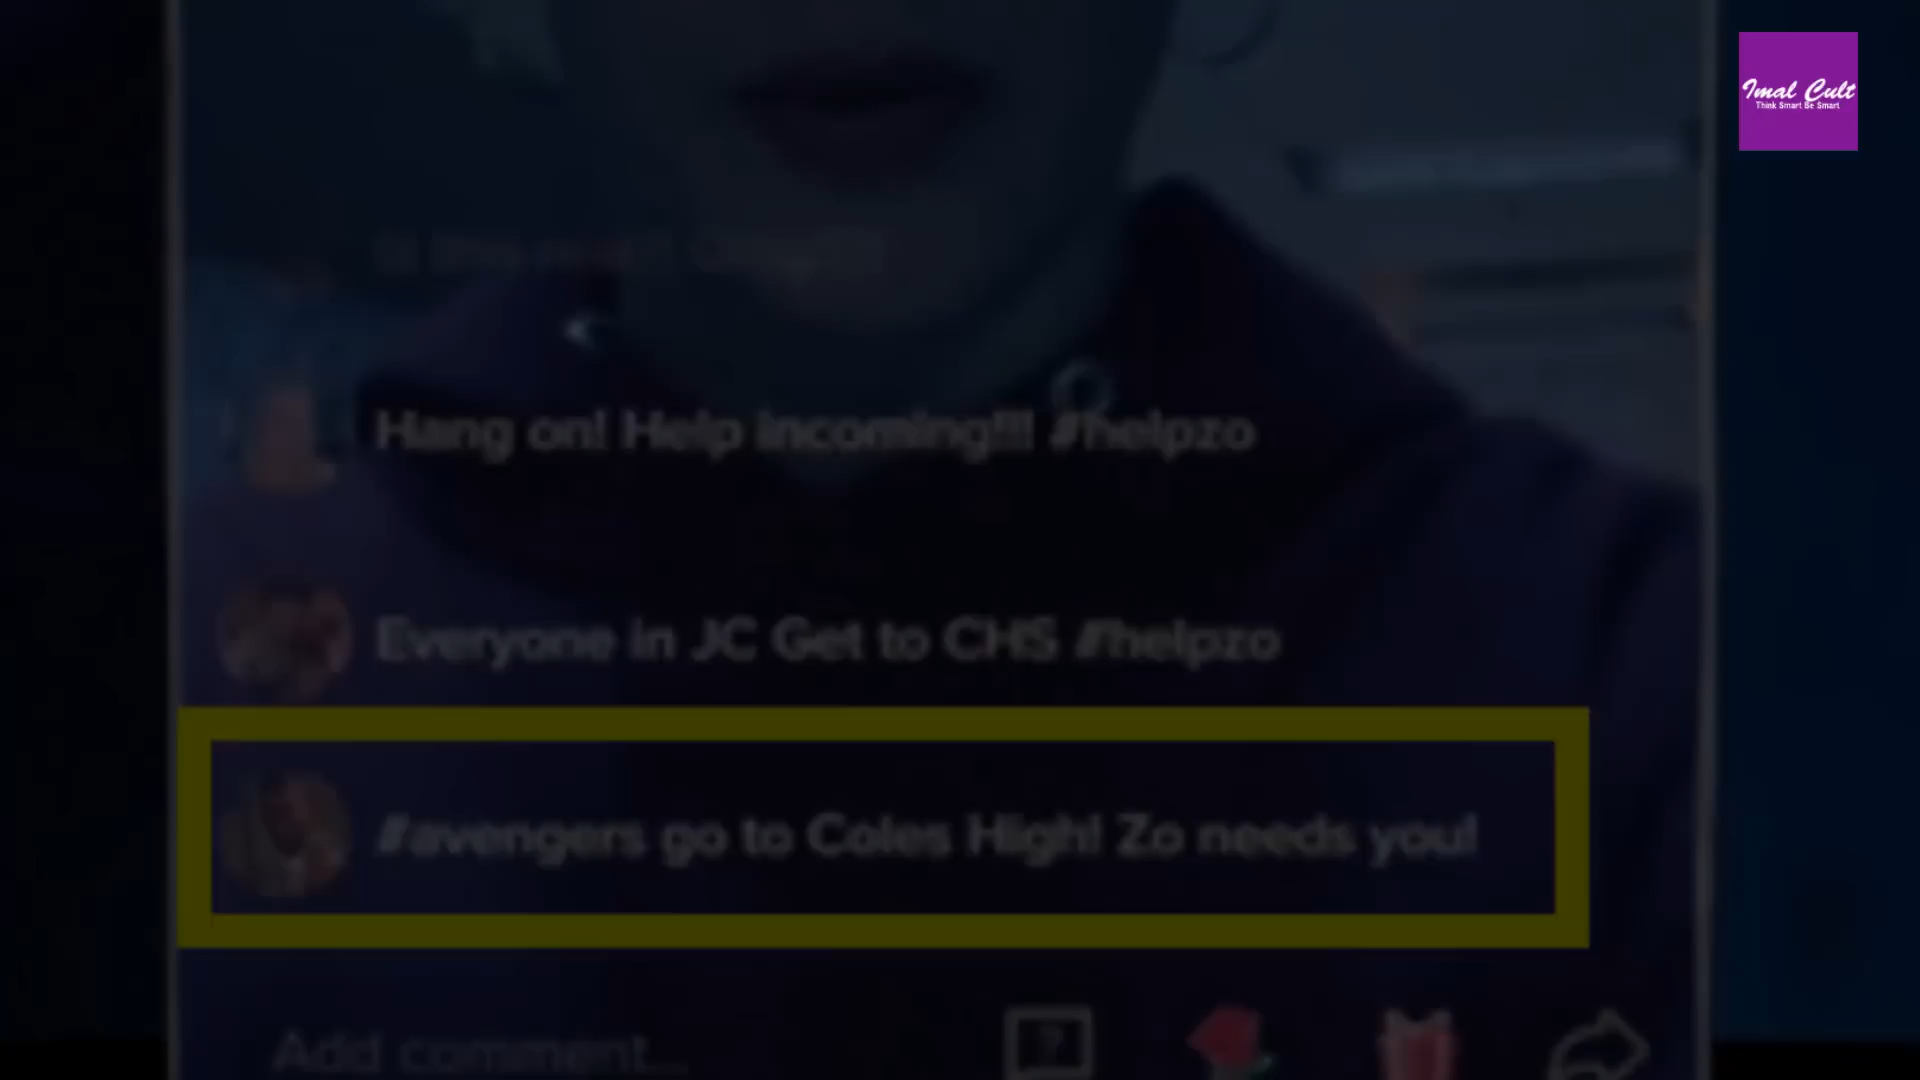 Imal Cult
Think Smart Be Smart
Hang on! Help incoming!!! #helpzo
Everyone in JC Get to CHS #helpzo
#avengers go to Coles High! Zo needs you!
Add comment...
?